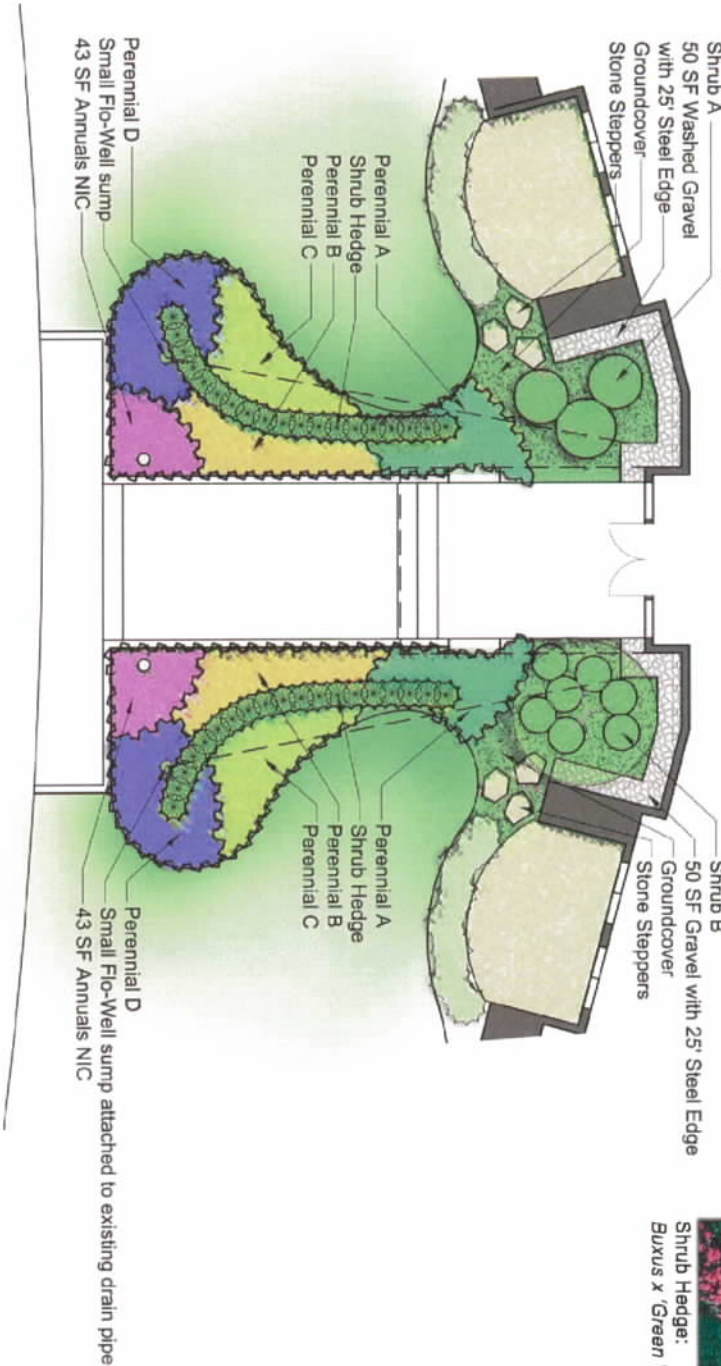 Shrub A
50 SF Washed Gravel
with 25' Steel Edge
Groundcover
Stone Steppers
Perennial A
Shrub Hedge
Perennial B
Perennial C
Perennial D
Small Flo-Well sump
43 SF Annuals NIC
Shrub B
50 SF Gravel with 25' Steel Edge
Groundcover
Stone Steppers
Perennial A
Shrub Hedge
Perennial B
Perennial C
Perennial D
Small Flo-Well sump attached to existing drain pipe
43 SF Annuals NIC
Shrub Hedge:
Buxus x 'Green